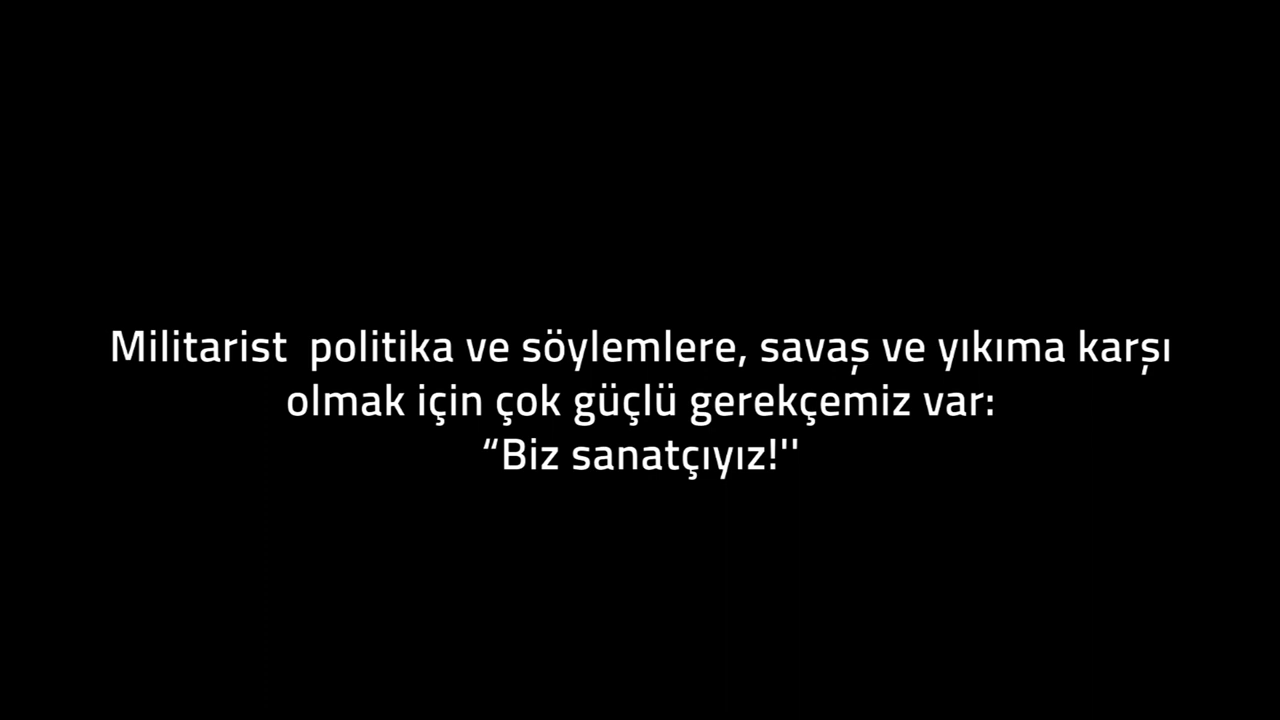 Militarist  politika ve söylemlere, savaş ve yıkıma karşı
olmak için çok güçlü gerekçemiz var:
“Biz sanatçıyız!''